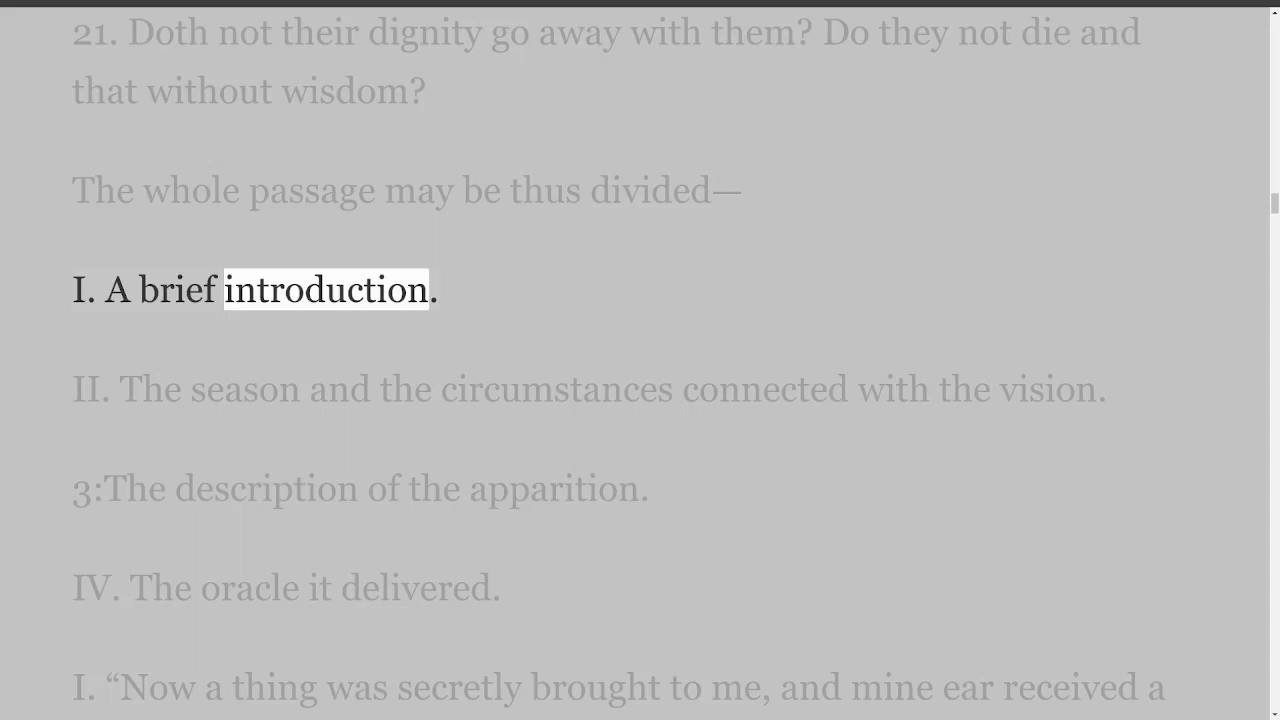 21. Doth not their dignity go away with them? Do they not die and
that without wisdom?
The whole passage may be thus divided—
I. A brief introduction.
II. The season and the circumstances connected with the vision.
3:The description of the apparition.
IV. The oracle it delivered.
I. “Now a thing was secretly brought to me, and mine ear received a